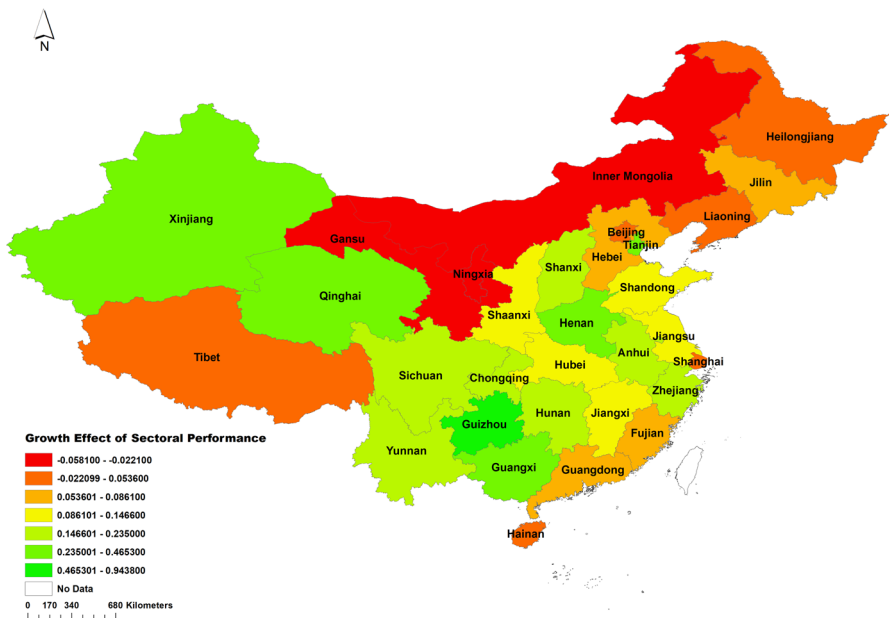 N
Heilongjiang
Jilin
Inner Mongolia
Liaoning
Xinjiang
Beijing
Gansu
Tianjin
Hebei
Ningxia
Shanxi
Qinghai
Shandong
Shaanxi
Henan
Jiangsu
Anhui
Tibet
Shanghai
Hubei
Sichuan
Chongqing
Zhejiang
Hunan
Jiangxi
Guizhou
Fujian
Growth Effect of Sectoral Performance
Yunnan
-0.058100 - -0.022100
Guangxi
Guangdong
-0.022099 - 0.053600
0.053601 - 0.086100
0.086101 - 0.146600
0.146601 - 0.235000
Hainan
0.235001 - 0.465300
0.465301 - 0.943800
No Data
0 170 340 680 Kilometers